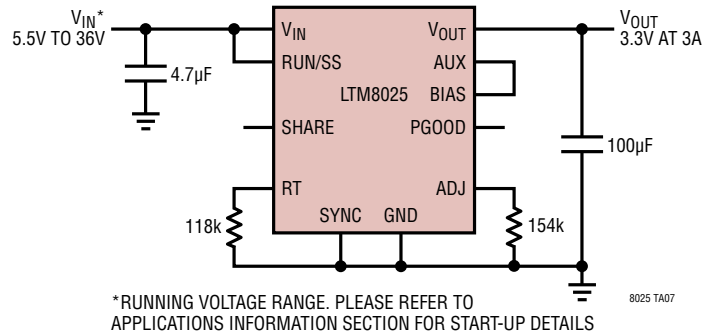 VIN*
5.5V TO 36V
4.7µF
VIN
RUN/SS
SHARE
RT
SYNC
GND
LTM8025
VOUT
AUX
BIAS
PGOOD
ADJ
VOUT
3.3V AT 3A
100µF
118k
154k
*RUNNING VOLTAGE RANGE. PLEASE REFER TO
APPLICATIONS INFORMATION SECTION FOR START-UP DETAILS
8025 TA07